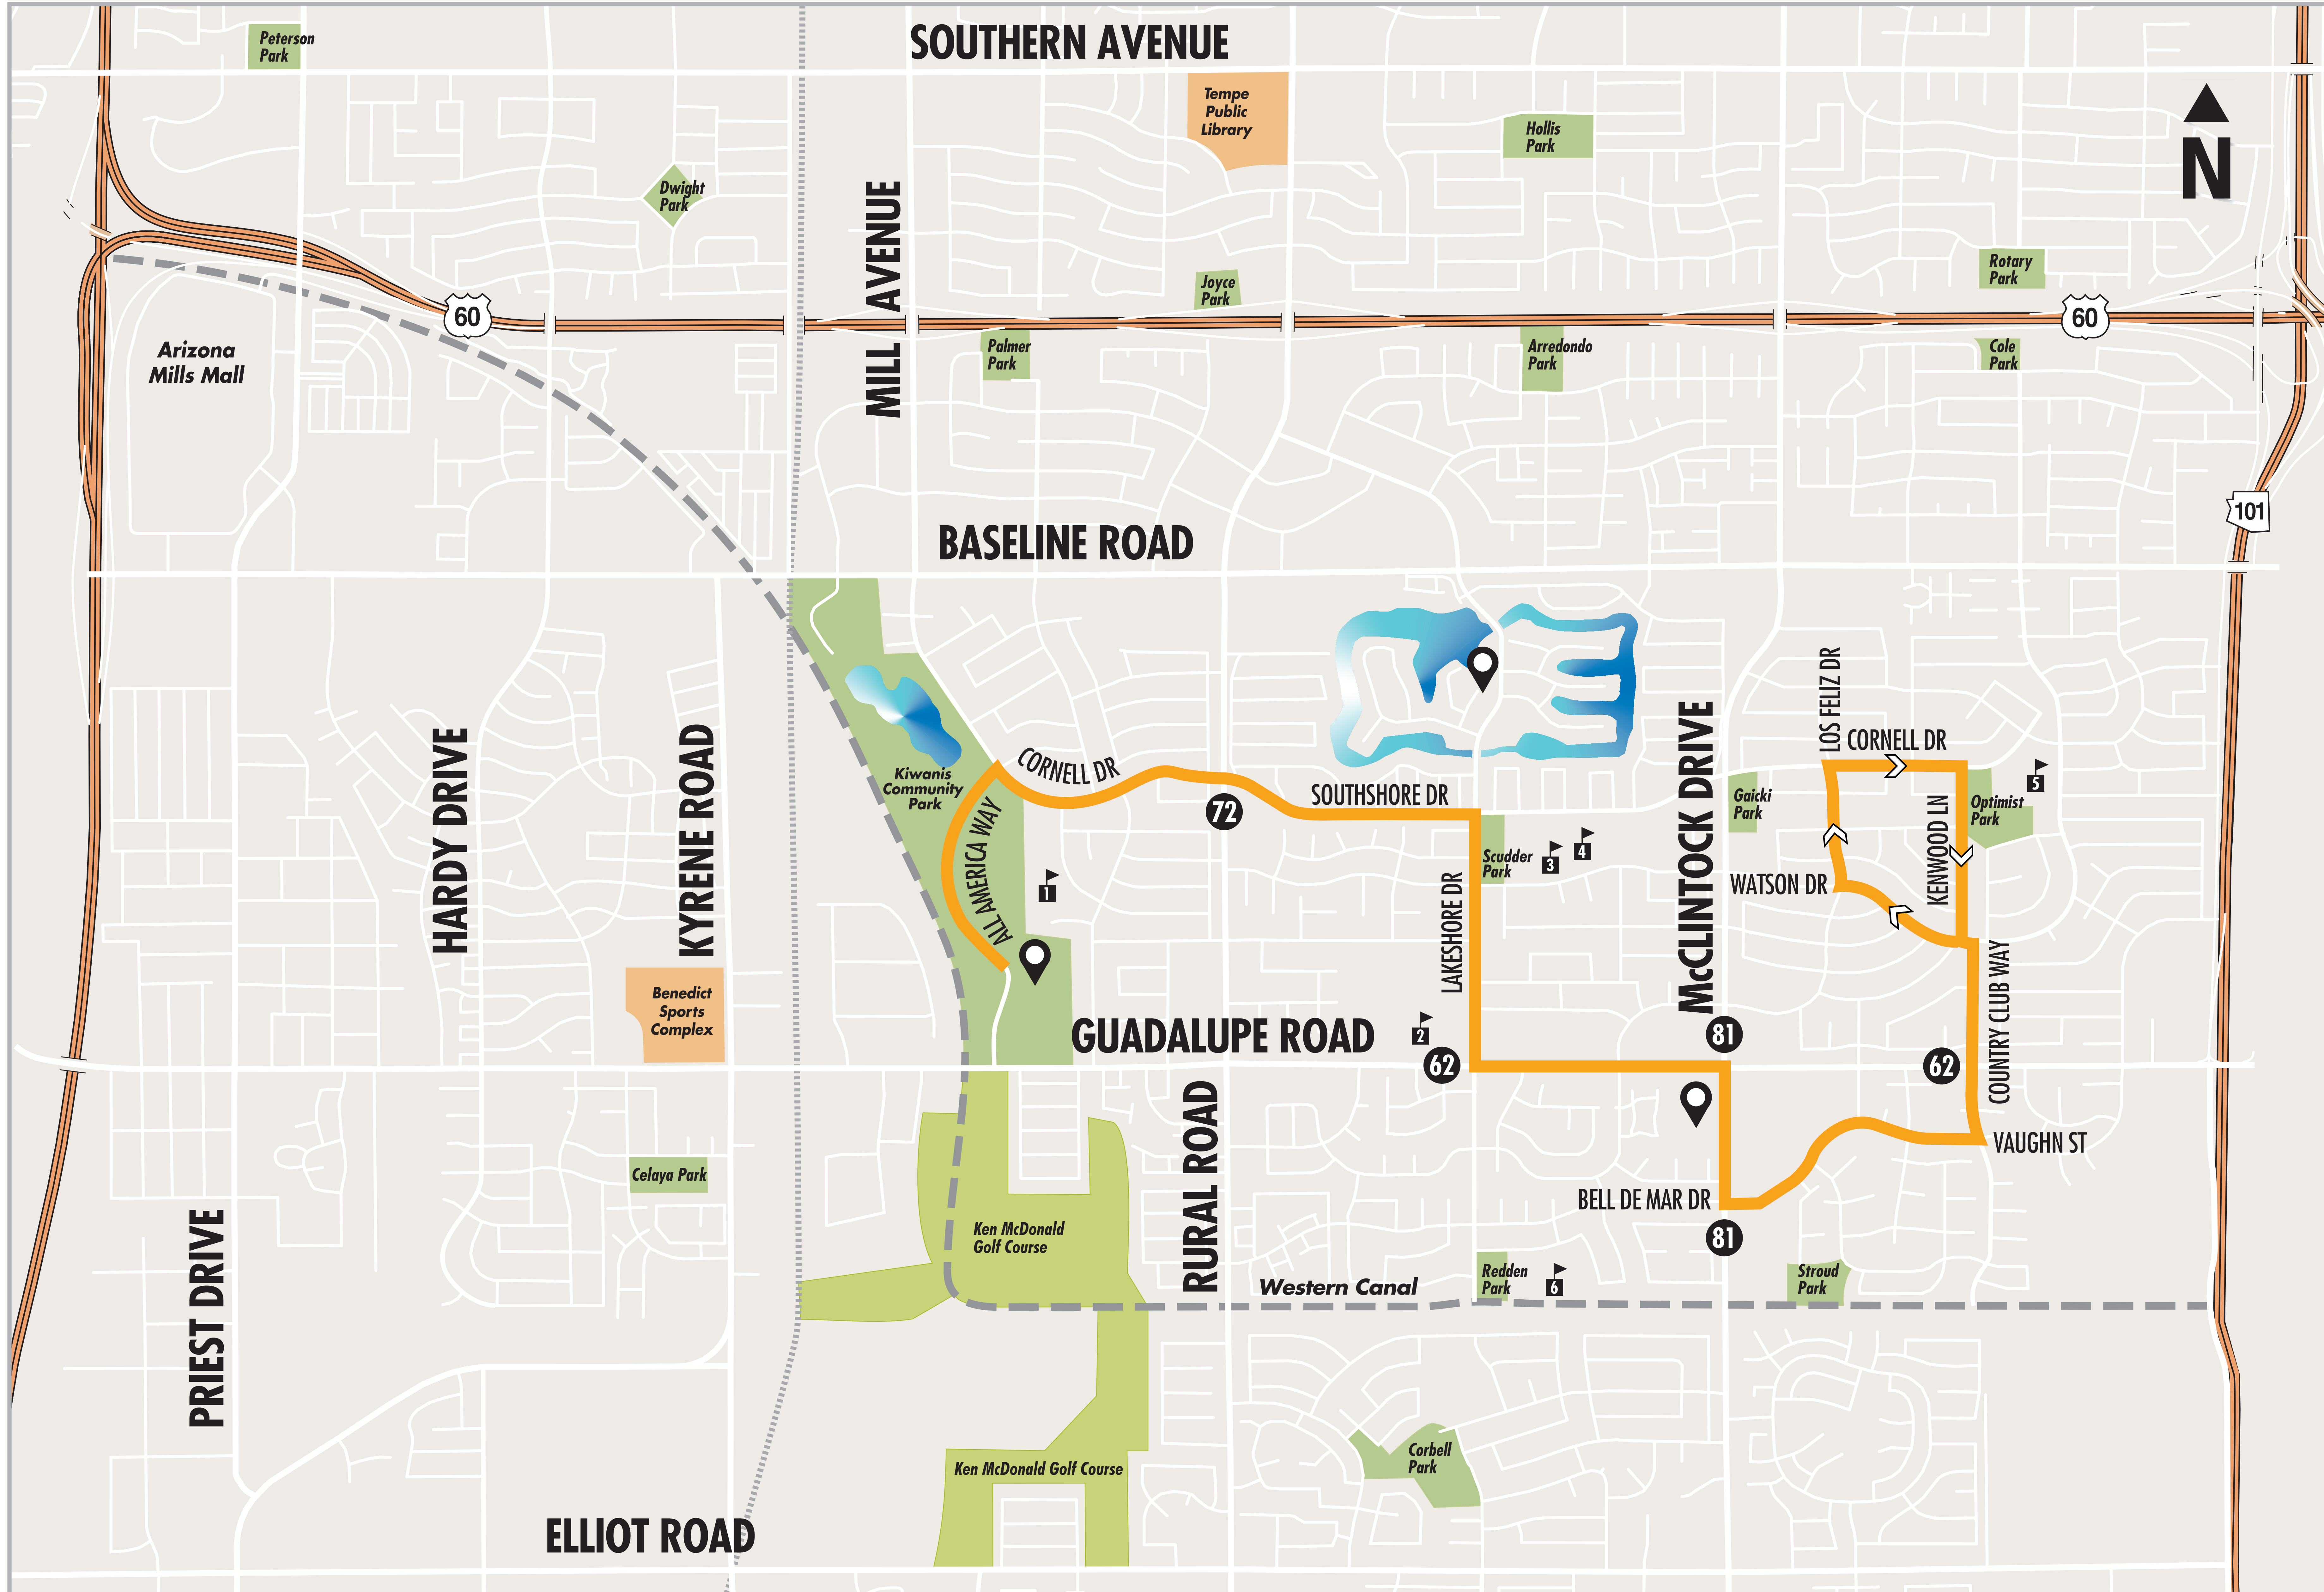 SOUTHERN AVENUE
Peterson
Park
Tempe
Public
Library
Hollis
Park
N
Dwight
Park
MILL AVENUE
Joyce
Park
Rotary
Park
60
60
Arizona
Mills Mall
Palmer
Park
Arredondo
Park
Cole
Park
101
BASELINE ROAD
HARDY DRIVE
KYRENE ROAD
Kiwanis
Community
Park
CORNELL DR
ALL AMERICA WAY
1
72
SOUTHSHORE DR
LAKESHORE DR
Scudder
Park
3
4
McCLINTOCK DRIVE
Gaicki
Park
LOS FELIZ DR
CORNELL DR
WATSON DR
KENWOOD LN
Optimist
Park
5
COUNTRY CLUB WAY
Benedict
Sports
Complex
GUADALUPE ROAD
2
62
81
62
VAUGHN ST
RURAL ROAD
Celaya Park
BELL DE MAR DR
81
PRIEST DRIVE
Ken McDonald
Golf Course
Western Canal
Redden
Park
6
Stroud
Park
Corbell
Park
Ken McDonald Golf Course
ELLIOT ROAD